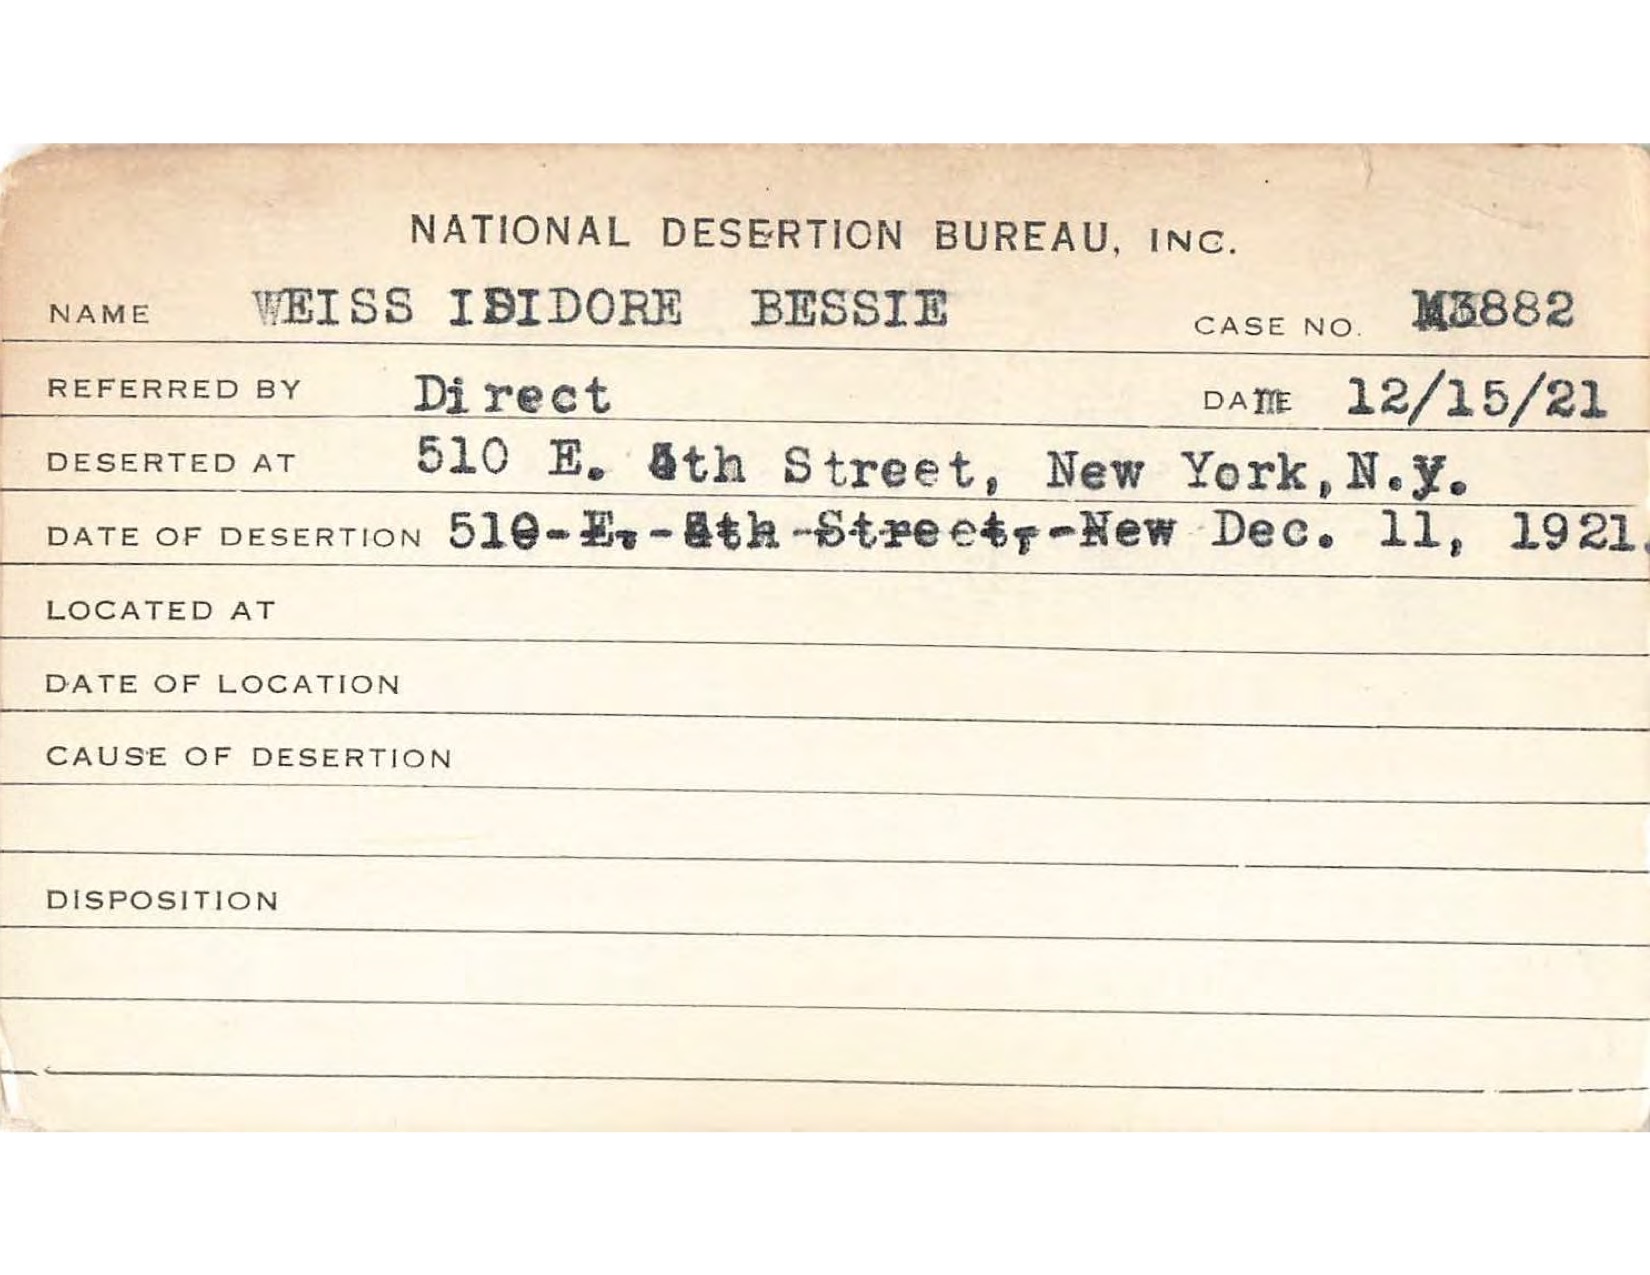 NATIONAL DESERTION BUREAU, INC.
NAME WEISS ISIDORE BESSIE CASE NO. M3882
REFERRED BY Direct DATE 12/15/21
DESERTED AT 510 E. Street, New York, N.y.
DATE OF DESERTION 510 E. Street, New Dec. 11, 1921.
LOCATED AT
DATE OF LOCATION
CAUSE OF DESERTION
DISPOSITION